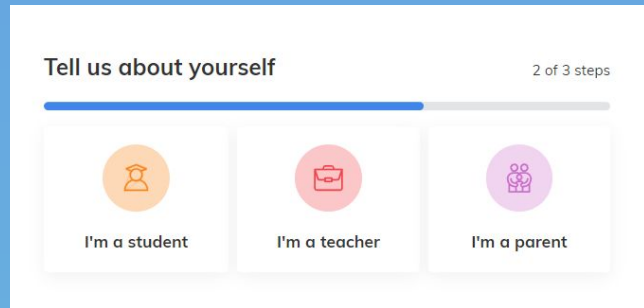 Tell us about yourself
2 of 3 steps
I'm a student
I'm a teacher
I'm a parent